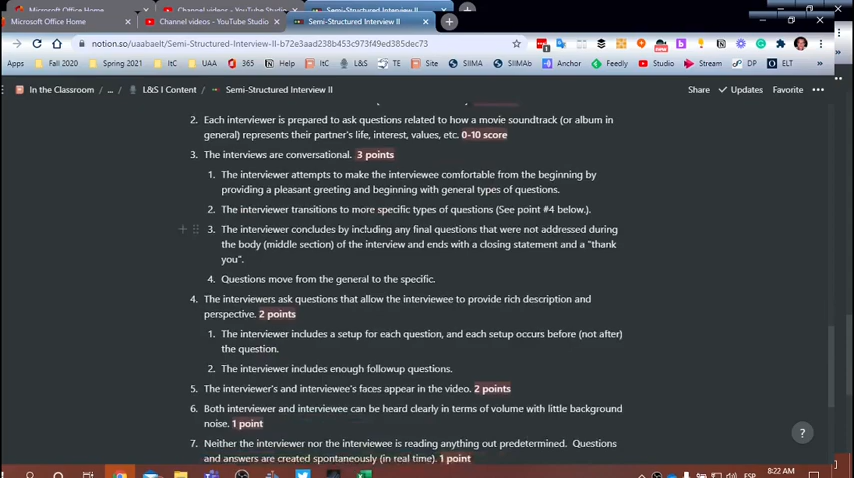 Microsoft Office Home
Channel videos - YouTube Studio
Semi-Structured Interview II
Microsoft Office Home
Channel videos - YouTube Studio
Semi-Structured Interview II
notion.so/uaabaelt/Semi-Structured-Interview-II-b72e3aad238b453c973f49ed385dec73
Apps
Fall 2020
Spring 2021
ItC
UAA
365
Help
ItC
L&S
TE
Site
SIIMA
SIIMAb
Anchor
Feedly
Studio
Stream
DP
ELT
»
In the Classroom / ... / L&S I Content / Semi-Structured Interview II
Share ✓ Updates Favorite •••
2. Each interviewer is prepared to ask questions related to how a movie soundtrack (or album in
general) represents their partner's life, interest, values, etc. 0-10 score
3. The interviews are conversational. 3 points
1. The interviewer attempts to make the interviewee comfortable from the beginning by
providing a pleasant greeting and beginning with general types of questions.
2. The interviewer transitions to more specific types of questions (See point #4 below.).
3. The interviewer concludes by including any final questions that were not addressed during
the body (middle section) of the interview and ends with a closing statement and a "thank
you".
4. Questions move from the general to the specific.
4. The interviewers ask questions that allow the interviewee to provide rich description and
perspective. 2 points
1. The interviewer includes a setup for each question, and each setup occurs before (not after)
the question.
2. The interviewer includes enough followup questions.
5. The interviewer's and interviewee's faces appear in the video. 2 points
6. Both interviewer and interviewee can be heard clearly in terms of volume with little background
noise. 1 point
7. Neither the interviewer nor the interviewee is reading anything out predetermined. Questions
and answers are created spontaneously (in real time). 1 point
?
ESP
8:22 AM